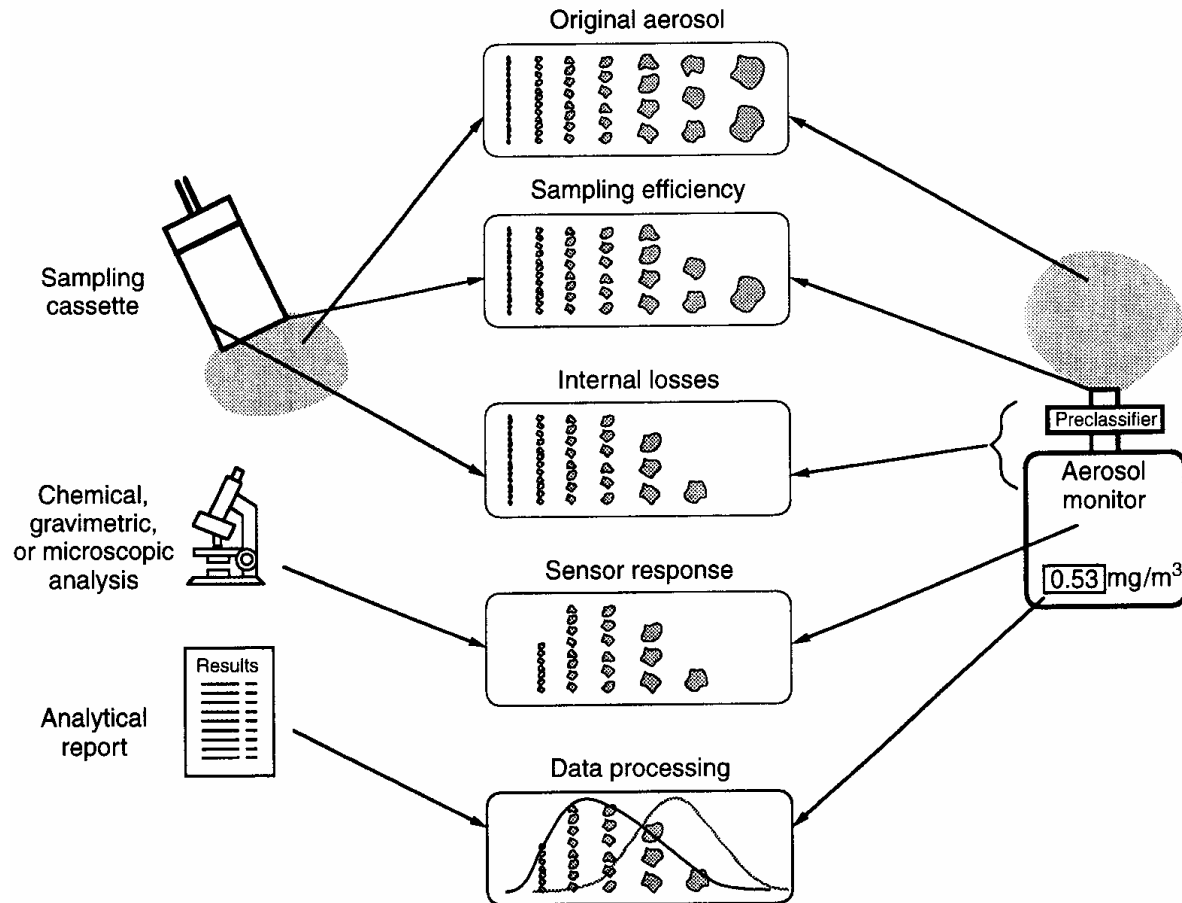 Original aerosol
Sampling efficiency
Sampling
cassette
Internal losses
Preclassifier
Aerosol
monitor
Chemical,
gravimetric,
or microscopic
analysis
Sensor response
0.53 mg/m³
Results
Analytical
report
Data processing